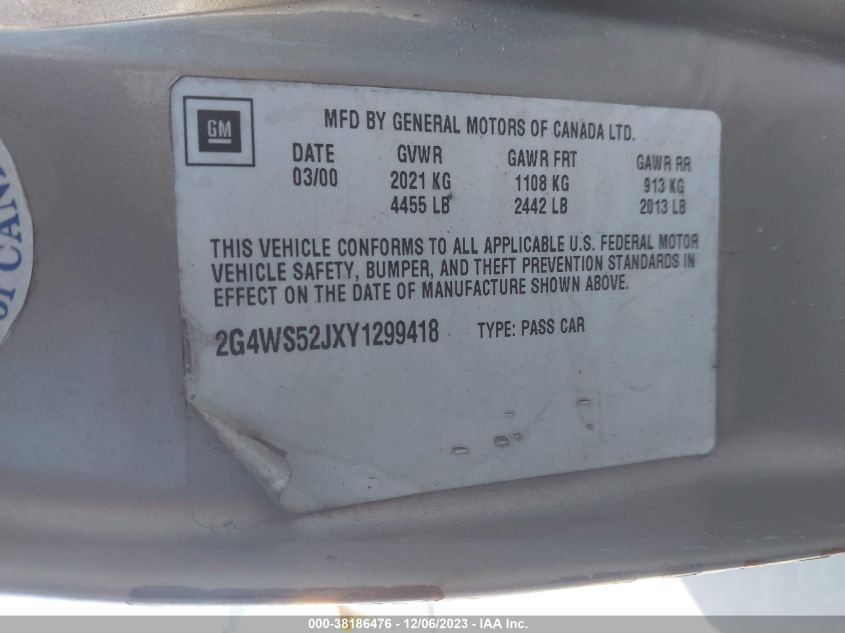 GM
MFD BY GENERAL MOTORS OF CANADA LTD.
DATE GVWR GAWR FRT GAWR RR
03/00 2021 KG 1108 KG 913 KG
4455 LB 2442 LB 2013 LB
THIS VEHICLE CONFORMS TO ALL APPLICABLE U.S. FEDERAL MOTOR
VEHICLE SAFETY, BUMPER, AND THEFT PREVENTION STANDARDS IN
EFFECT ON THE DATE OF MANUFACTURE SHOWN ABOVE.
2G4WS52JXY1299418 TYPE: PASS CAR
OF CAN
000-38186476 - 12/06/2023 - IAAI Inc.